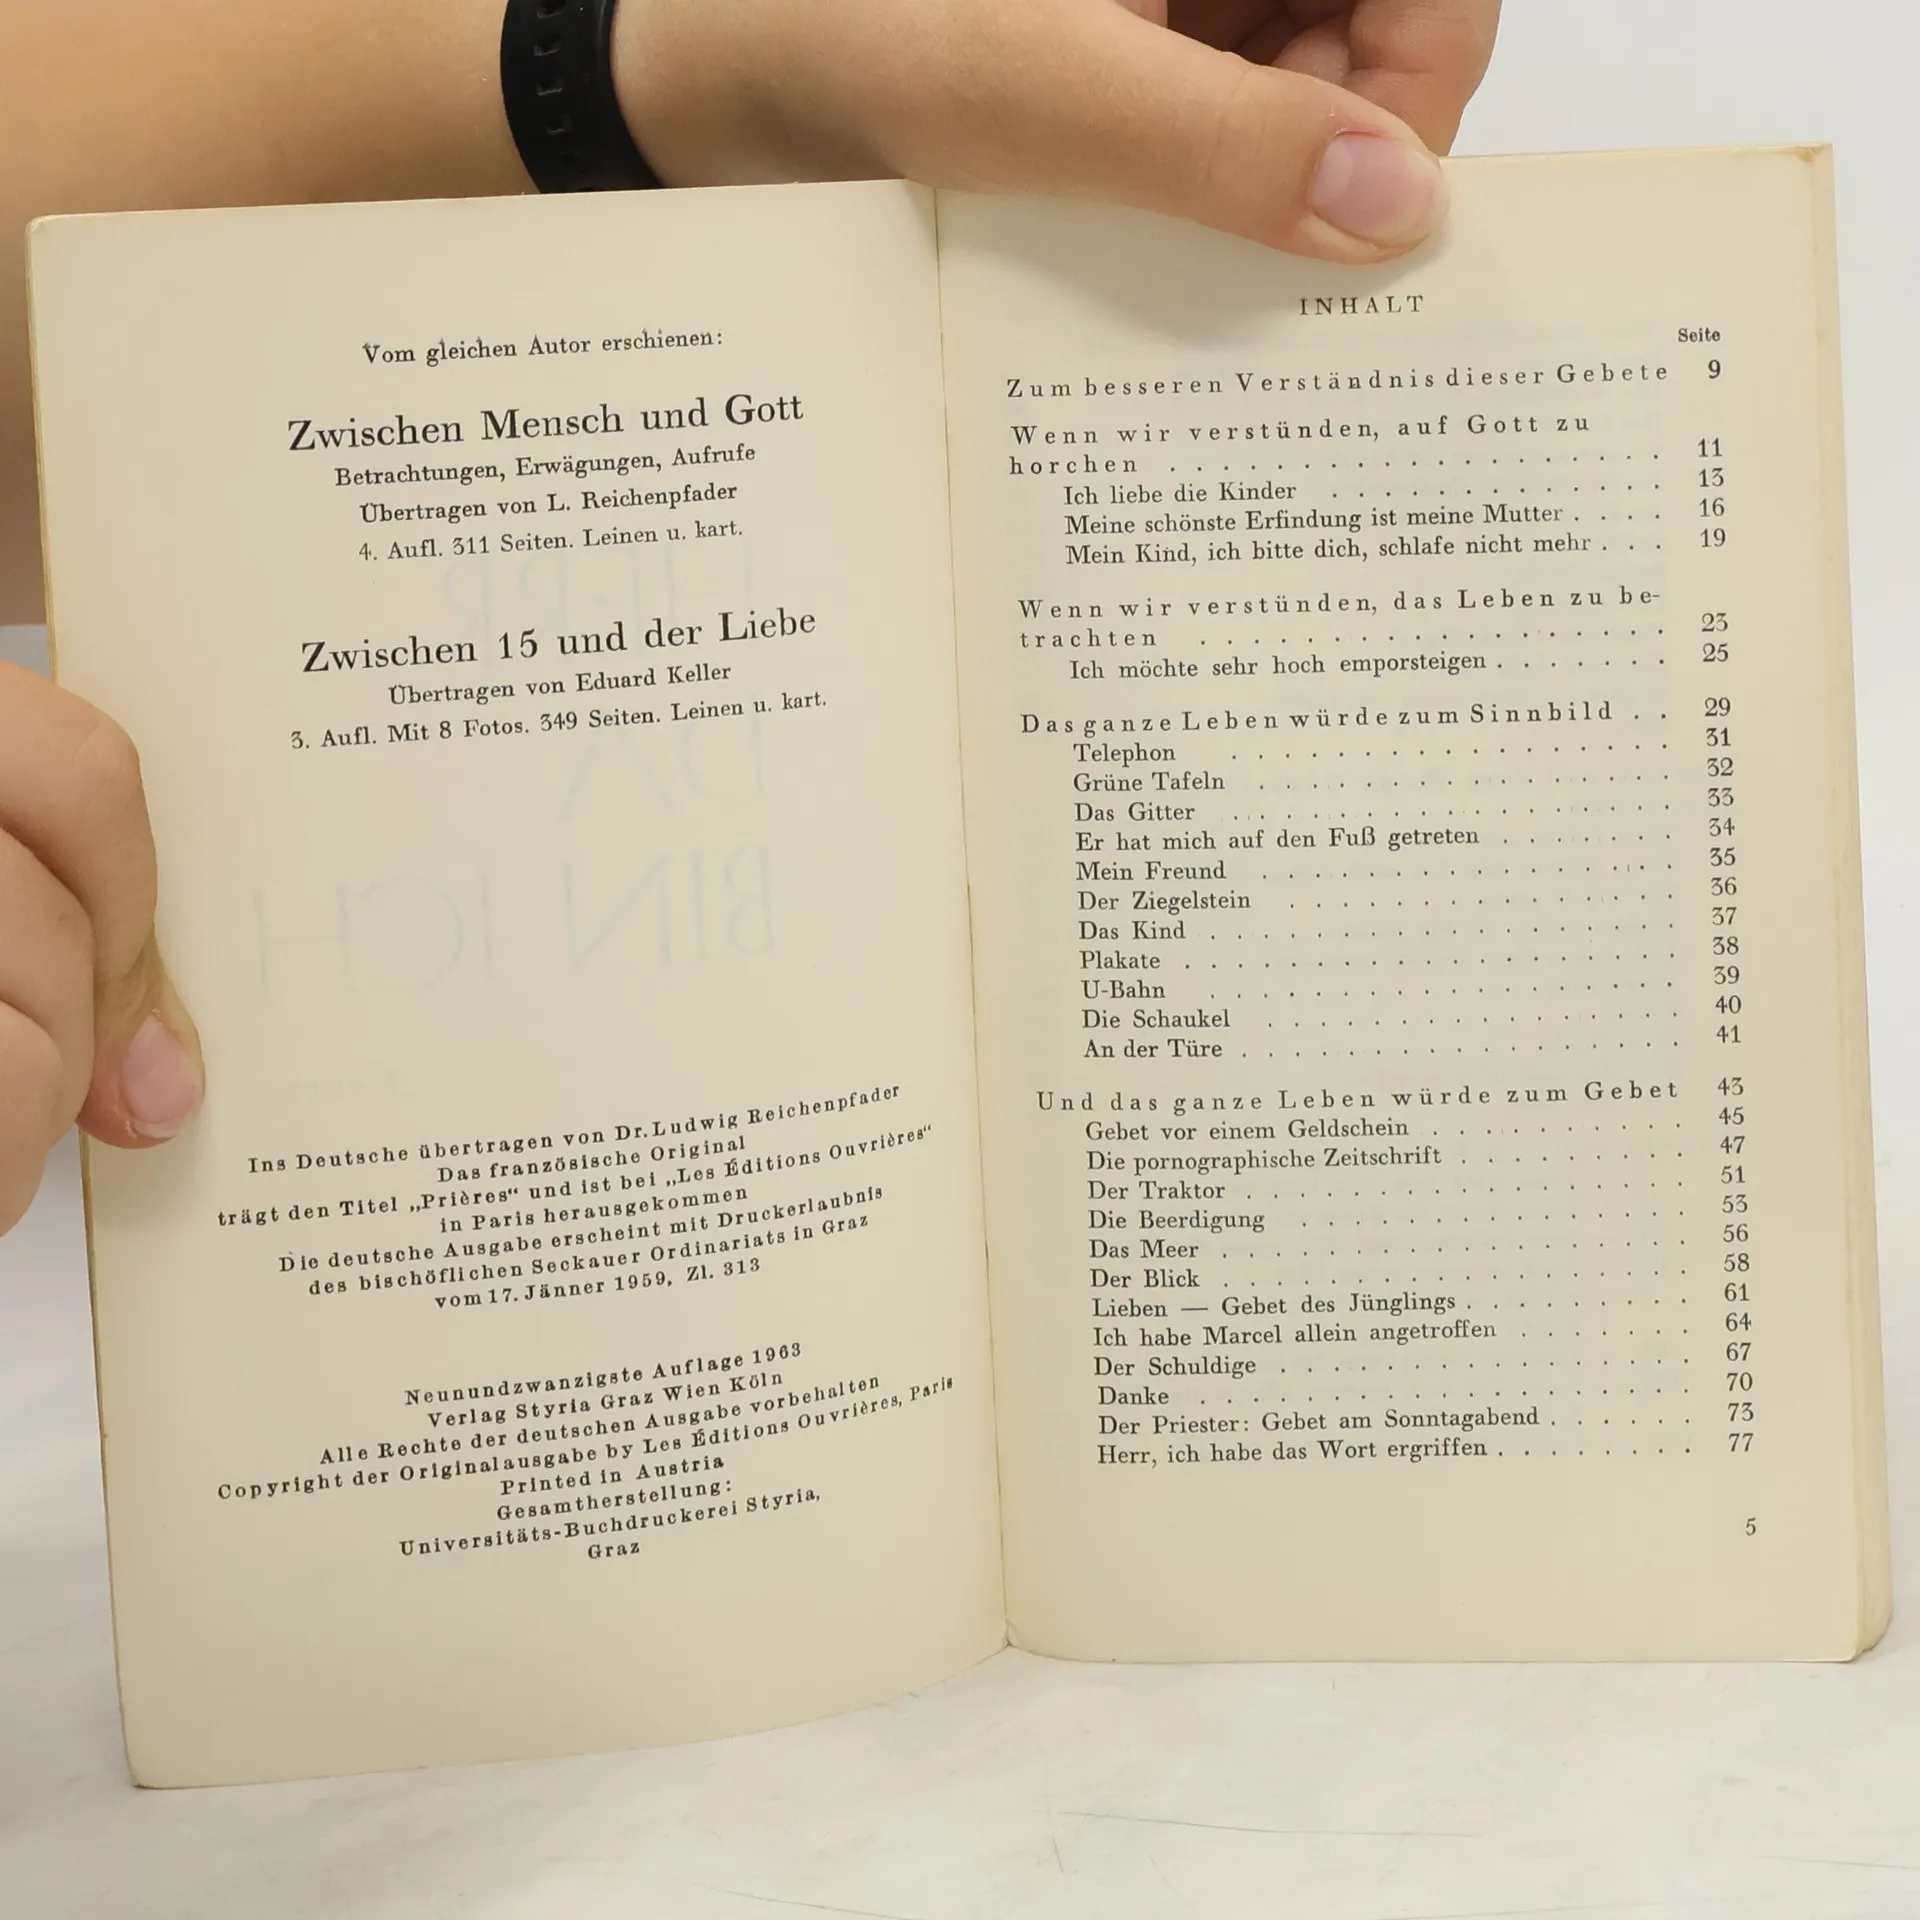 Vom gleichen Autor erschienen:
Zwischen Mensch und Gott
Betrachtungen, Erwägungen, Aufrufe
Übertragen von L. Reichenpfader
4. Aufl. 311 Seiten. Leinen u. kart.
Zwischen 15 und der Liebe
Übertragen von Eduard Keller
3. Aufl. Mit 8 Fotos. 349 Seiten. Leinen u. kart.
Ins Deutsche übertragen von Dr. Ludwig Reichenpfader
Das französische Original
trägt den Titel „Prières“ und ist bei „Les Éditions Ouvrières“
in Paris herausgekommen
Die deutsche Ausgabe erscheint mit Druckerlaubnis
des bischöflichen Seckauer Ordinariats in Graz
vom 17. Jänner 1959, Zl. 313
Neunundzwanzigste Auflage 1963
Verlag Styria Graz Wien Köln
Alle Rechte der deutschen Ausgabe vorbehalten
Copyright der Originalausgabe by Les Éditions Ouvrières, Paris
Printed in Austria
Gesamtherstellung:
Universitäts-Buchdruckerei Styria,
Graz
INHALT
Seite
Zum besseren Verständnis dieser Gebete 9
Wenn wir verstünden, auf Gott zu
horchen . . . . . . . . . . . . . . . . . . . 11
Ich liebe die Kinder . . . . . . . . . . . . . 13
Meine schönste Erfindung ist meine Mutter . . . . 16
Mein Kind, ich bitte dich, schlafe nicht mehr . . . 19
Wenn wir verstünden, das Leben zu be-
trachten . . . . . . . . . . . . . . . . . . 23
Ich möchte sehr hoch emporsteigen . . . . . . . 25
Das ganze Leben würde zum Sinnbild . . 29
Telephon . . . . . . . . . . . . . . . . . 31
Grüne Tafeln . . . . . . . . . . . . . . . . 32
Das Gitter . . . . . . . . . . . . . . . . . 33
Er hat mich auf den Fuß getreten . . . . . . . 34
Mein Freund . . . . . . . . . . . . . . . . 35
Der Ziegelstein . . . . . . . . . . . . . . . 36
Das Kind . . . . . . . . . . . . . . . . . . 37
Plakate . . . . . . . . . . . . . . . . . . . 38
U-Bahn . . . . . . . . . . . . . . . . . . 39
Die Schaukel . . . . . . . . . . . . . . . . 40
An der Türe . . . . . . . . . . . . . . . . . 41
Und das ganze Leben würde zum Gebet 43
Gebet vor einem Geldschein . . . . . . . . . . 45
Die pornographische Zeitschrift . . . . . . . . . 47
Der Traktor . . . . . . . . . . . . . . . . . 51
Die Beerdigung . . . . . . . . . . . . . . . 53
Das Meer . . . . . . . . . . . . . . . . . . 56
Der Blick . . . . . . . . . . . . . . . . . . 58
Lieben — Gebet des Jünglings . . . . . . . . . 61
Ich habe Marcel allein angetroffen . . . . . . . 64
Der Schuldige . . . . . . . . . . . . . . . . 67
Danke . . . . . . . . . . . . . . . . . . . 70
Der Priester: Gebet am Sonntagabend . . . . . . 73
Herr, ich habe das Wort ergriffen . . . . . . . . 77
5